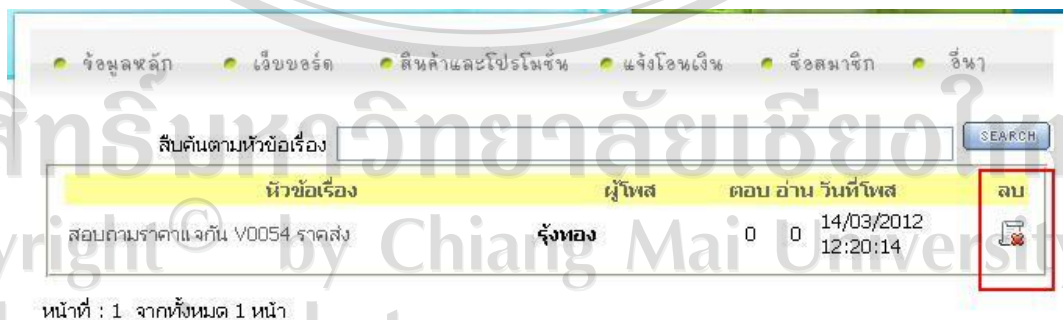 ข้อมูลหลัก เว็บบอร์ด สินค้าและโปรโมชั่น แจ้งโอนเงิน ชื่อสมาชิก อื่นๆ
สืบค้นตามหัวข้อเรื่อง SEARCH
หัวข้อเรื่อง ผู้โพส ตอบ อ่าน วันที่โพส ลบ
สอบถามราคาแจกัน V0054 ราคส่ง รุ้งทอง 0 0 14/03/2012
12:20:14
หน้าที่ : 1 จากทั้งหมด 1 หน้า
สิทธิ์มหาวิทยาลัยเชียงให
yright © by Chiang Mai Universit